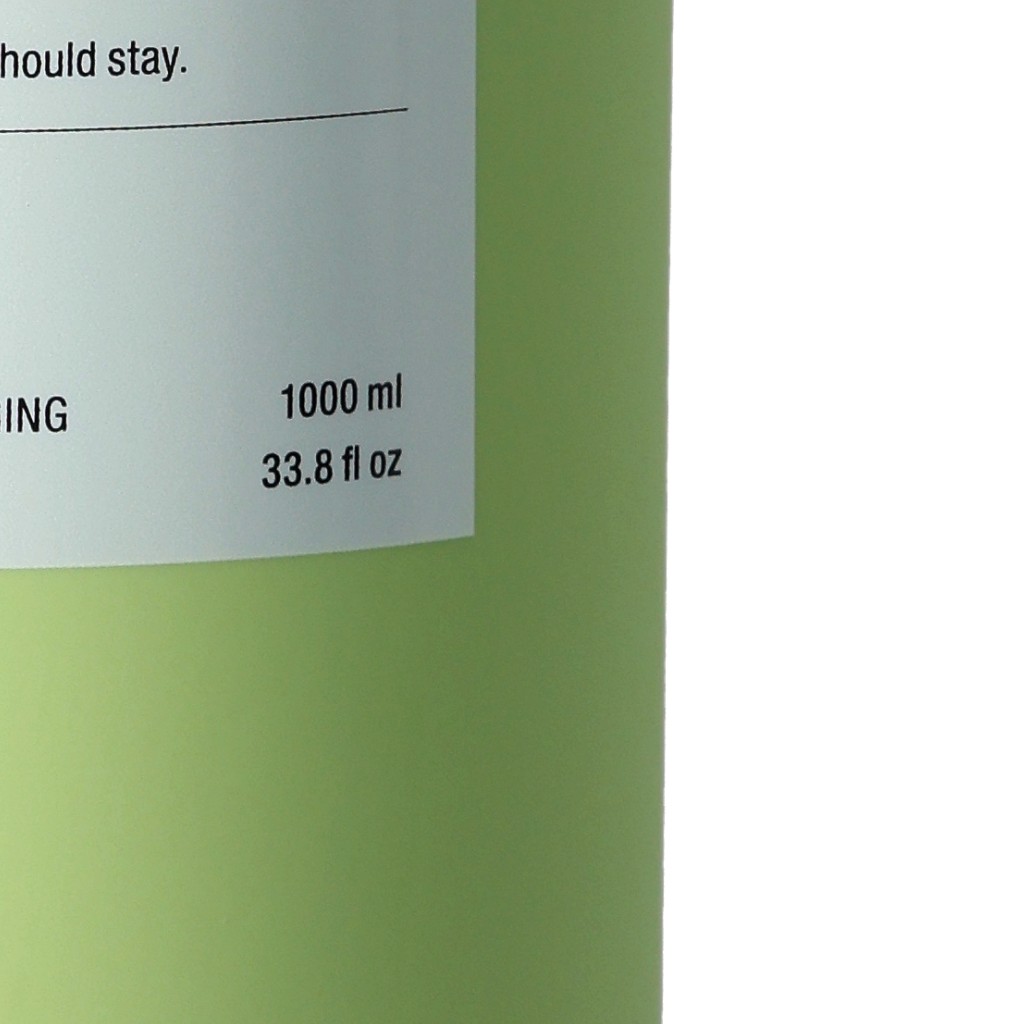 hould stay.
ING
1000 ml
33.8 fl oz